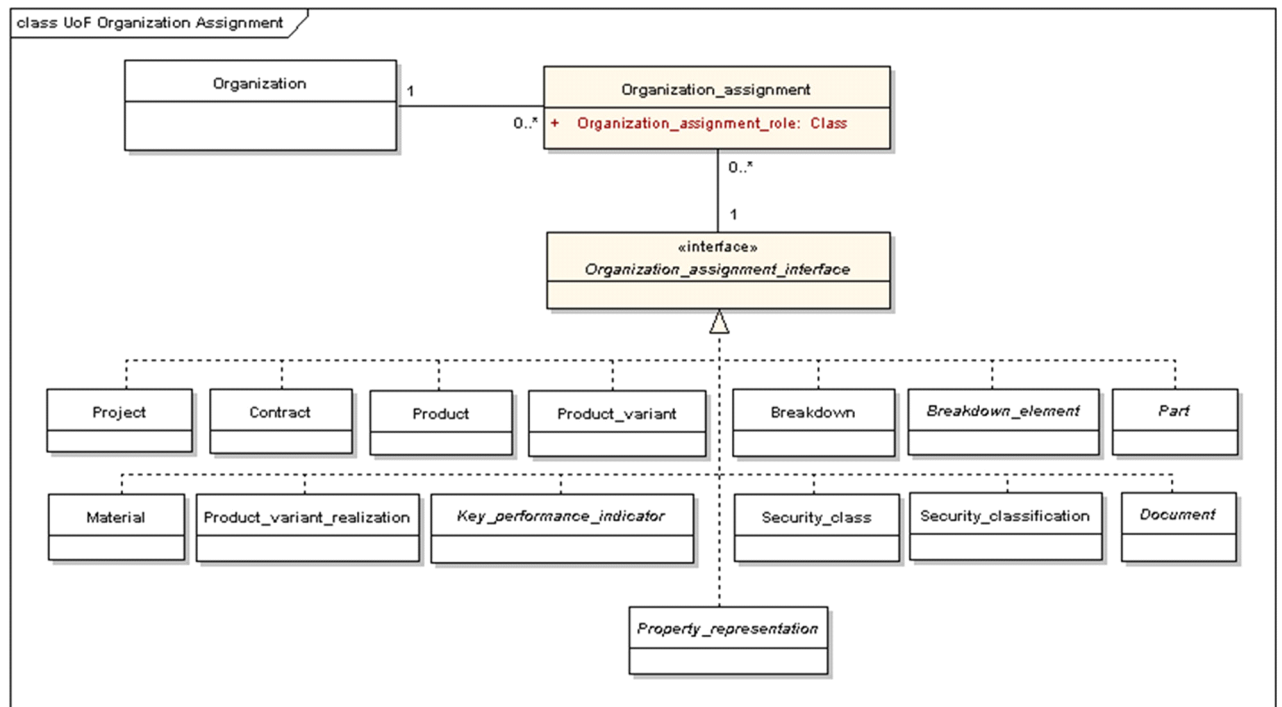 class UoF Organization Assignment
Organization
1
0..*
Organization_assignment
+ Organization_assignment_role: Class
0..*
1
«interface»
Organization_assignment_interface
Project
Contract
Product
Product_variant
Breakdown
Breakdown_element
Part
Material
Product_variant_realization
Key_performance_indicator
Security_class
Security_classification
Document
Property_representation